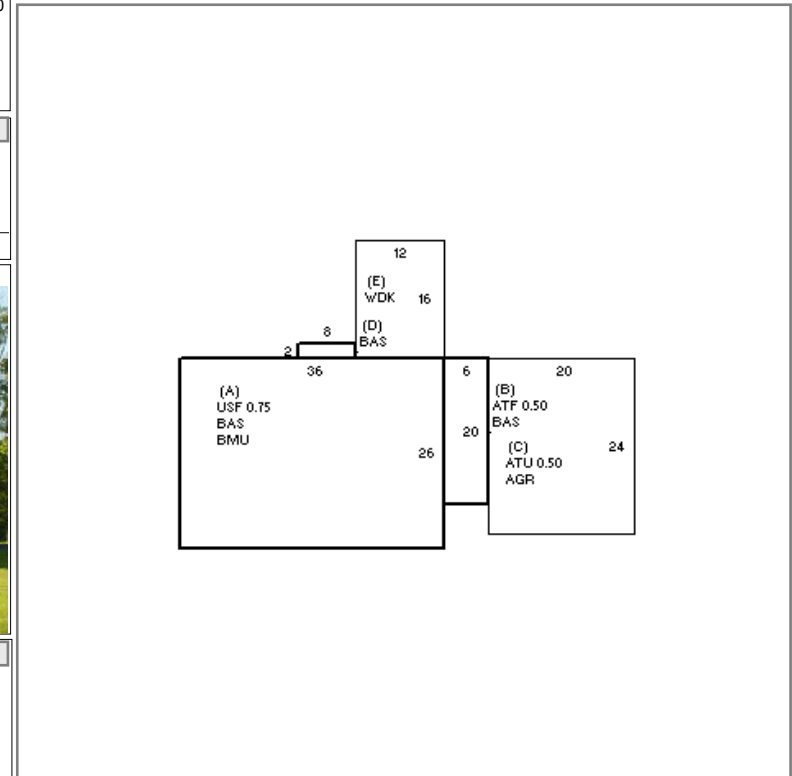 12
(E)
WDK 16
(D)
8
BAS
2
36 6 20
(A)
(B)
USF 0.75
ATF 0.50
BAS
BAS
20
BMU
(C)
24
26
ATU 0.50
AGR